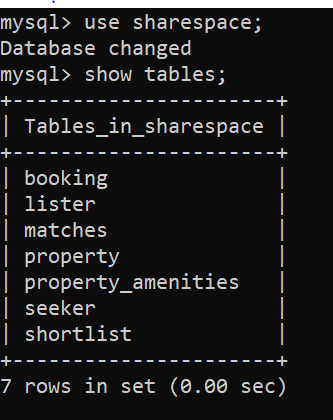 mysql> use sharespace;
Database changed
mysql> show tables;
+----------------------+
| Tables_in_sharespace |
+----------------------+
| booking              |
| lister               |
| matches              |
| property             |
| property_amenities   |
| seeker               |
| shortlist            |
+----------------------+
7 rows in set (0.00 sec)